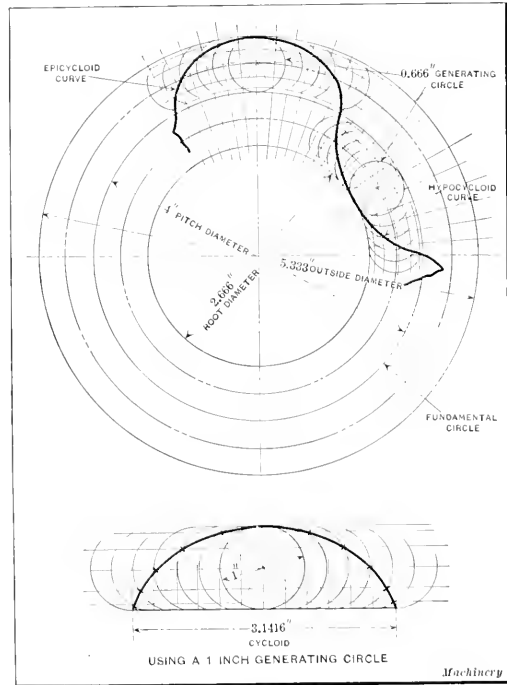 EPICYCLOID
CURVE
0.666" GENERATING
CIRCLE
HYPOCYCLOID
CURVE
4" PITCH DIAMETER
5.333" OUTSIDE DIAMETER
2.666"
ROOT DIAMETER
FUNDAMENTAL
CIRCLE
1"
3.1416"
CYCLOID
USING A 1 INCH GENERATING CIRCLE
Machinery